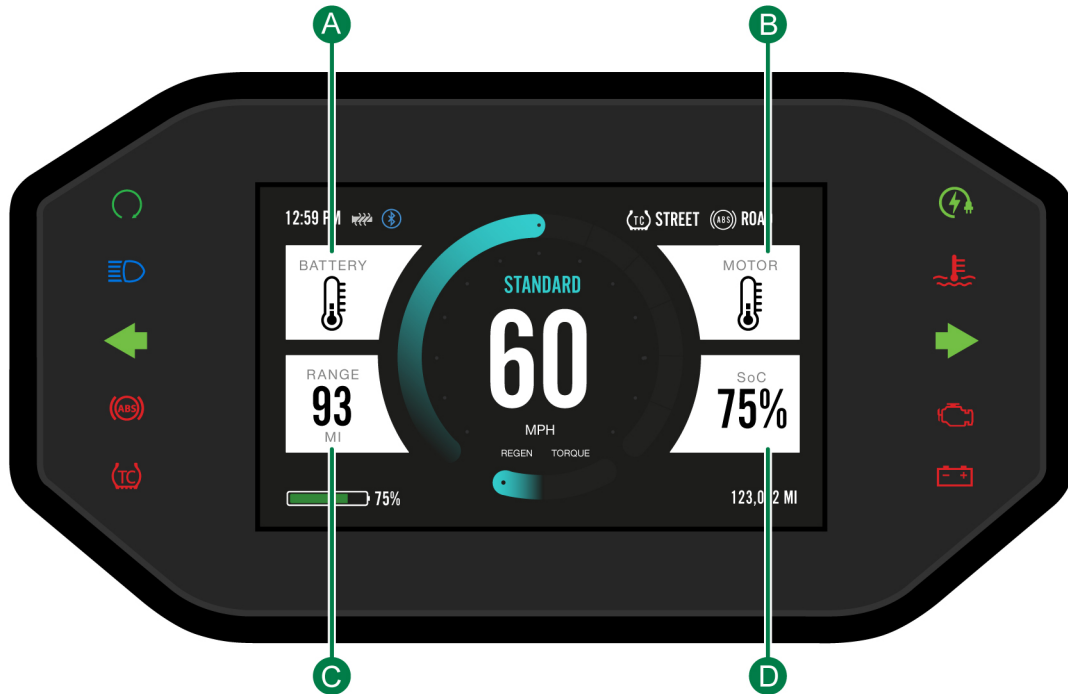 A
B
12:59 PM
TC STREET ABS ROAD
BATTERY
MOTOR
STANDARD
60
MPH
REGEN TORQUE
RANGE
93
MI
SoC
75%
ABS
TC
75%
MI
C
D